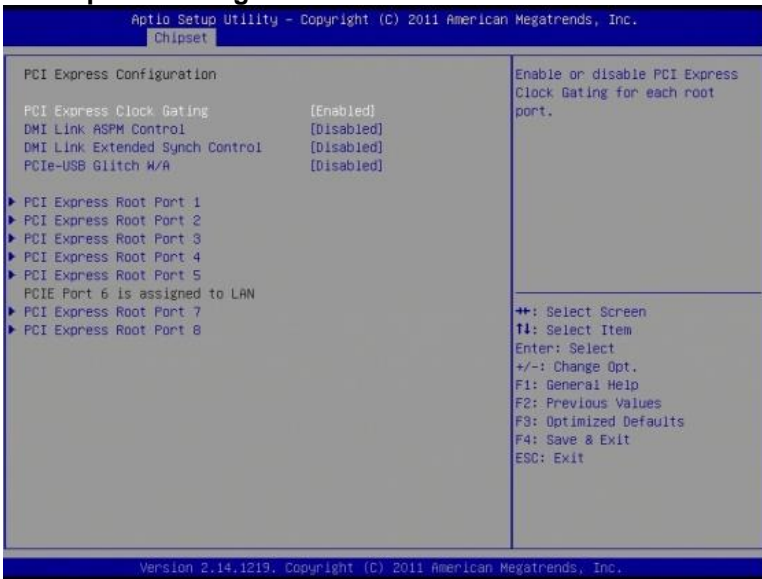 Aptio Setup Utility – Copyright (C) 2011 American Megatrends, Inc.
Chipset
PCI Express Configuration
PCI Express Clock Gating [Enabled]
DMI Link ASPM Control [Disabled]
DMI Link Extended Synch Control [Disabled]
PCIe-USB Glitch W/A [Disabled]
PCI Express Root Port 1
PCI Express Root Port 2
PCI Express Root Port 3
PCI Express Root Port 4
PCI Express Root Port 5
PCIE Port 6 is assigned to LAN
PCI Express Root Port 7
PCI Express Root Port 8
Enable or disable PCI Express
Clock Gating for each root
port.
→←: Select Screen
↑↓: Select Item
Enter: Select
+/-: Change Opt.
F1: General Help
F2: Previous Values
F3: Optimized Defaults
F4: Save & Exit
ESC: Exit
Version 2.14.1219. Copyright (C) 2011 American Megatrends, Inc.